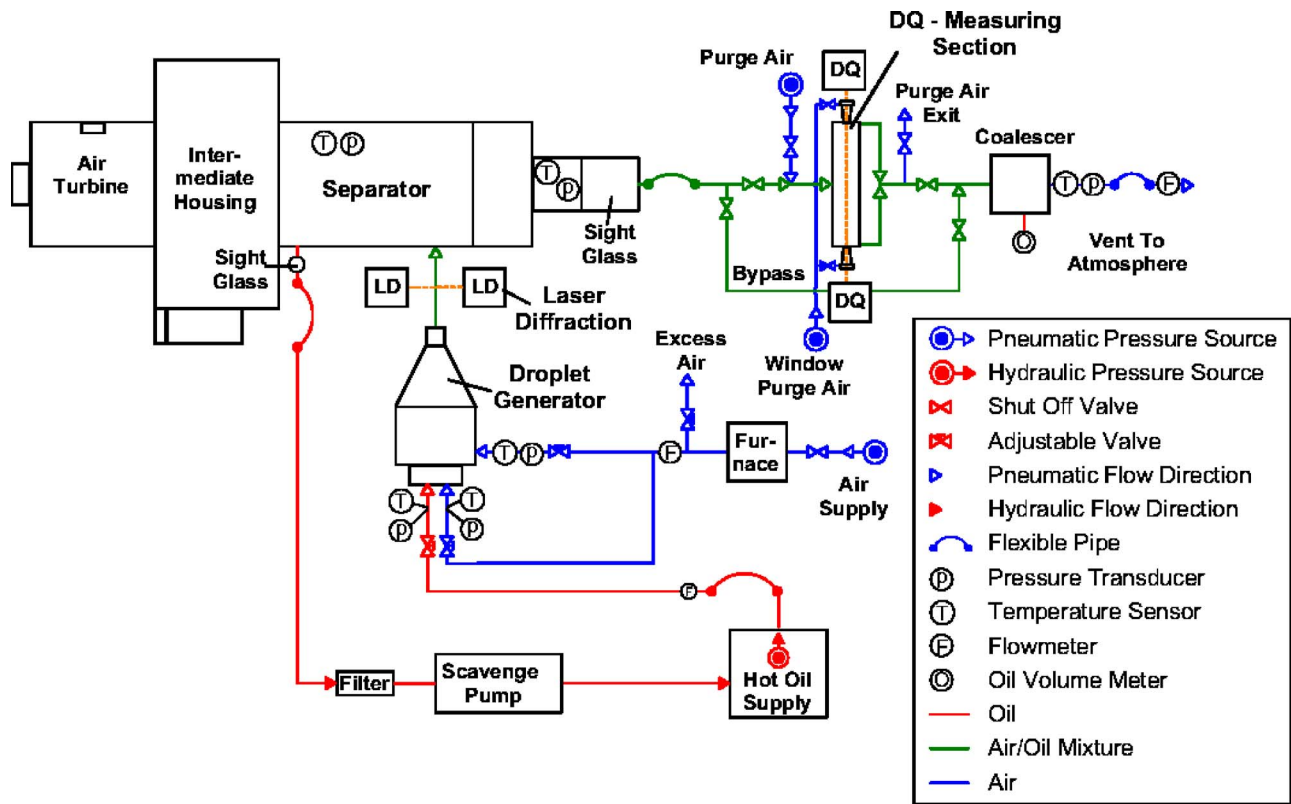 DQ - Measuring
Section
Purge Air
DQ
Purge Air
Exit
Coalescer
Air
Turbine
Inter-
mediate
Housing
T P
Separator
T
P
Sight
Glass
T P F
O
Vent To
Atmosphere
Bypass
DQ
Sight
Glass
LD
LD
Laser
Diffraction
Window
Purge Air
Excess
Air
Droplet
Generator
T P
F
Fur-
nace
Air
Supply
T
P
T
P
F
Filter
Scavenge
Pump
Hot Oil
Supply
Pneumatic Pressure Source
Hydraulic Pressure Source
Shut Off Valve
Adjustable Valve
Pneumatic Flow Direction
Hydraulic Flow Direction
Flexible Pipe
P Pressure Transducer
T Temperature Sensor
F Flowmeter
O Oil Volume Meter
Oil
Air/Oil Mixture
Air